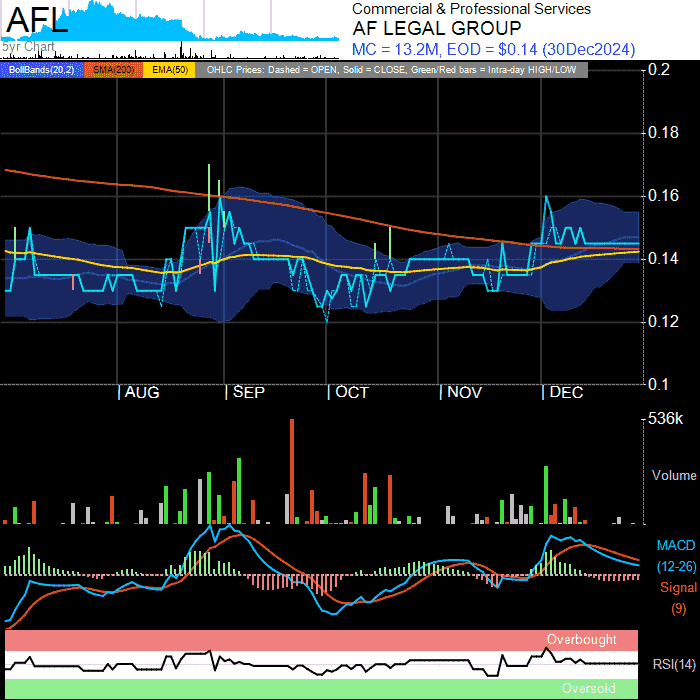 AFL
5yr Chart
Commercial & Professional Services
AF LEGAL GROUP
MC = 13.2M, EOD = $0.14 (30Dec2024)
BollBands(20,2) SMA(200) EMA(50) OHLC Prices: Dashed = OPEN, Solid = CLOSE, Green/Red bars = Intra-day HIGH/LOW
0.2
0.18
0.16
0.14
0.12
0.1
AUG SEP OCT NOV DEC
536k
Volume
MACD
(12-26)
Signal
(9)
Overbought
RSI(14)
Oversold